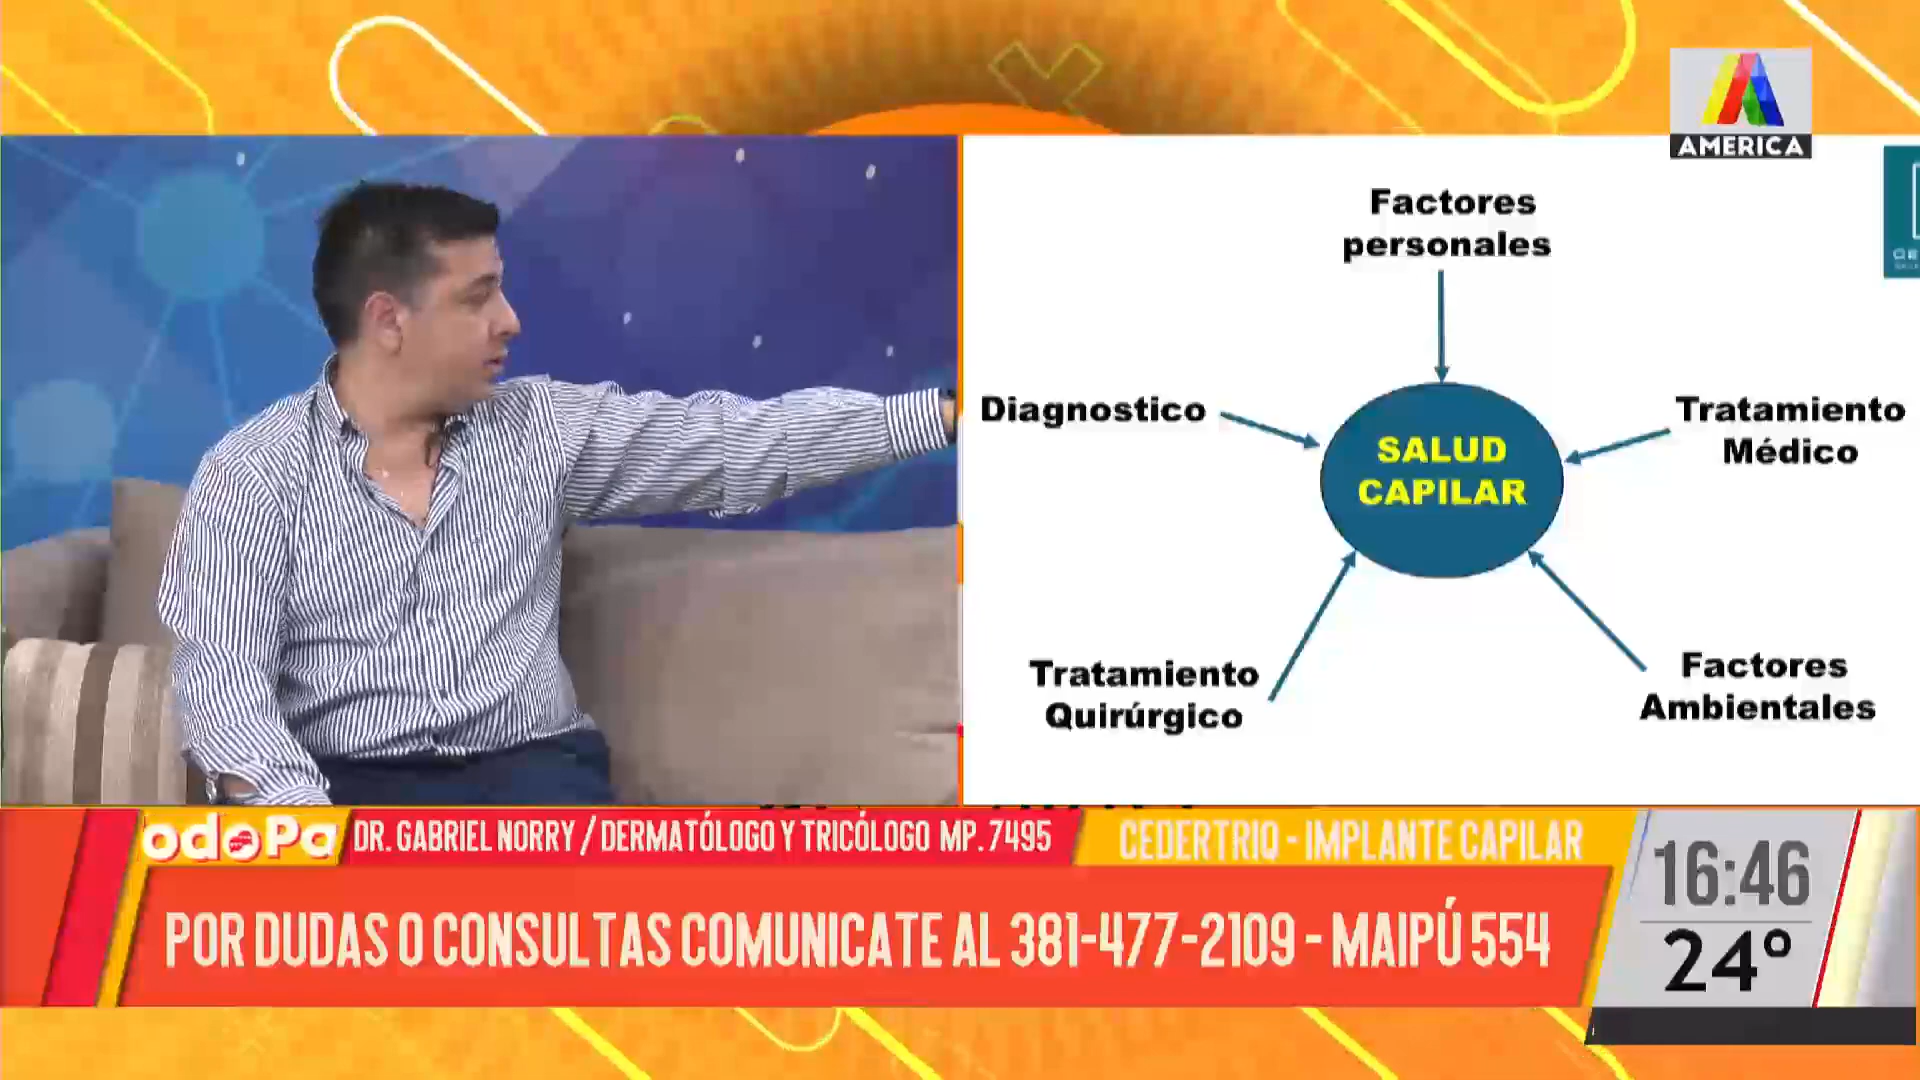 AMERICA
Factores
personales
Diagnostico
Tratamiento
Médico
SALUD
CAPILAR
Tratamiento
Quirúrgico
Factores
Ambientales
odoPa
DR. GABRIEL NORRY / DERMATÓLOGO Y TRICÓLOGO MP. 7495
CEDERTRIQ - IMPLANTE CAPILAR
POR DUDAS O CONSULTAS COMUNICATE AL 381-477-2109 - MAIPÚ 554
16:46
24º